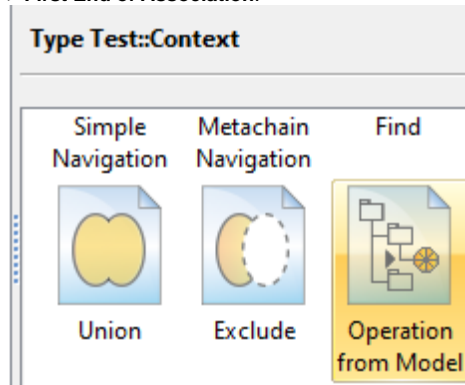 First End of Association.
Type Test::Context
Simple Navigation
Metachain Navigation
Find
Union
Exclude
Operation from Model